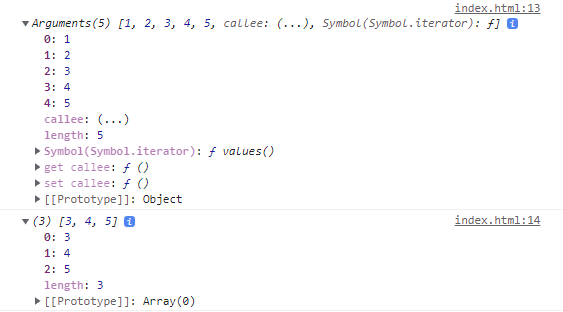 index.html:13
Arguments(5) [1, 2, 3, 4, 5, callee: (...), Symbol(Symbol.iterator): ƒ] i
0: 1
1: 2
2: 3
3: 4
4: 5
callee: (...)
length: 5
Symbol(Symbol.iterator): ƒ values()
get callee: ƒ ()
set callee: ƒ ()
[[Prototype]]: Object
(3) [3, 4, 5] i index.html:14
0: 3
1: 4
2: 5
length: 3
[[Prototype]]: Array(0)